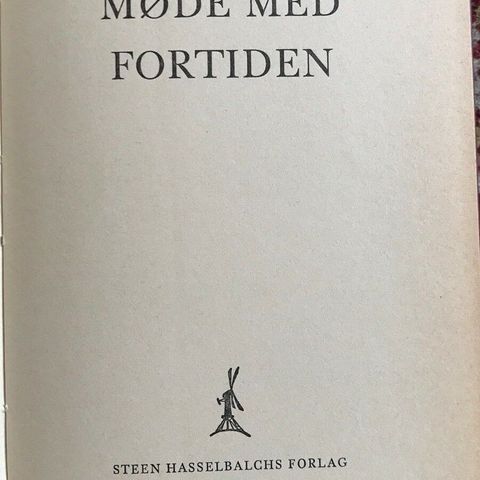 MØDE MED
FORTIDEN
STEEN HASSELBALCHS FORLAG